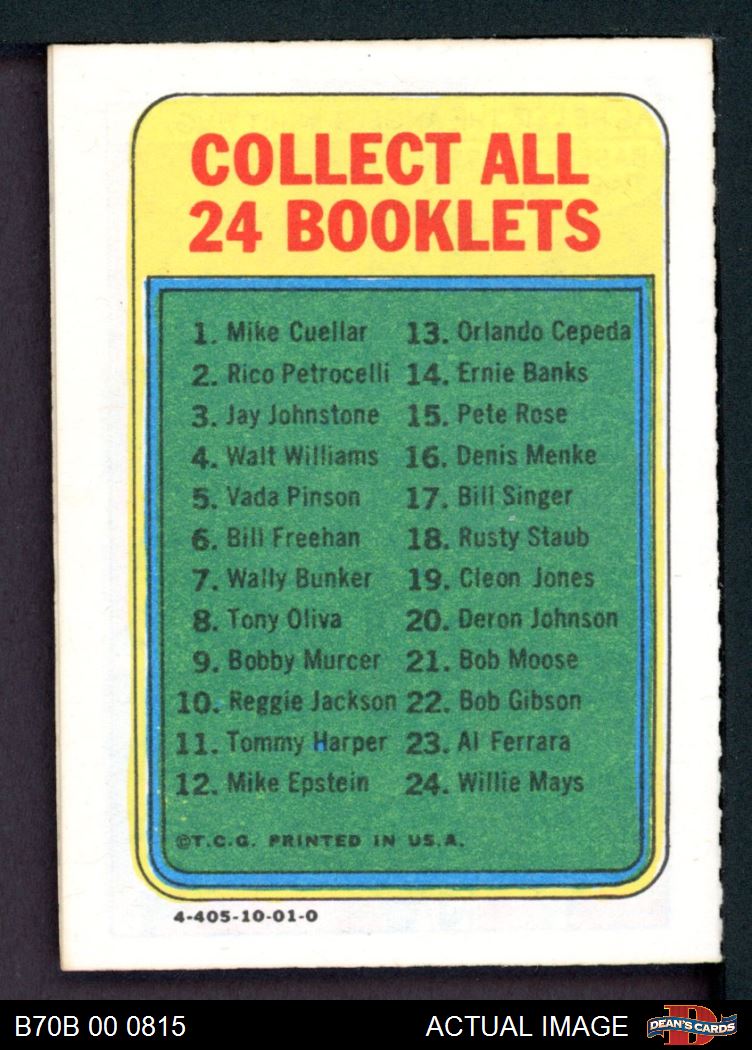 COLLECT ALL
24 BOOKLETS
1. Mike Cuellar
2. Rico Petrocelli
3. Jay Johnstone
4. Walt Williams
5. Vada Pinson
6. Bill Freehan
7. Wally Bunker
8. Tony Oliva
9. Bobby Murcer
10. Reggie Jackson
11. Tommy Harper
12. Mike Epstein
13. Orlando Cepeda
14. Ernie Banks
15. Pete Rose
16. Denis Menke
17. Bill Singer
18. Rusty Staub
19. Cleon Jones
20. Deron Johnson
21. Bob Moose
22. Bob Gibson
23. Al Ferrara
24. Willie Mays
©T.C.G. PRINTED IN U.S.A.
4-405-10-01-0
B70B 00 0815
ACTUAL IMAGE
D
DEAN'S CARDS